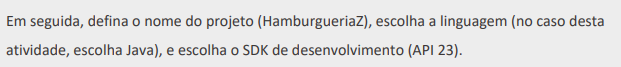 Em seguida, defina o nome do projeto (HamburgueriaZ), escolha a linguagem (no caso desta
atividade, escolha Java), e escolha o SDK de desenvolvimento (API 23).